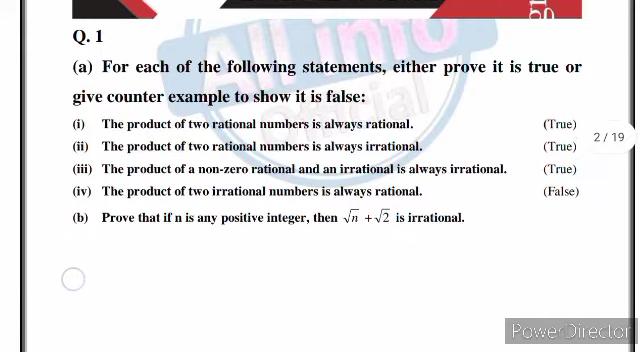 Q. 1
(a) For each of the following statements, either prove it is true or
give counter example to show it is false:
(i) The product of two rational numbers is always rational. (True)
(ii) The product of two rational numbers is always irrational. (True)
2 / 19
(iii) The product of a non-zero rational and an irrational is always irrational. (True)
(iv) The product of two irrational numbers is always rational. (False)
(b) Prove that if n is any positive integer, then √n + √2 is irrational.
All info
Official
PowerDirector